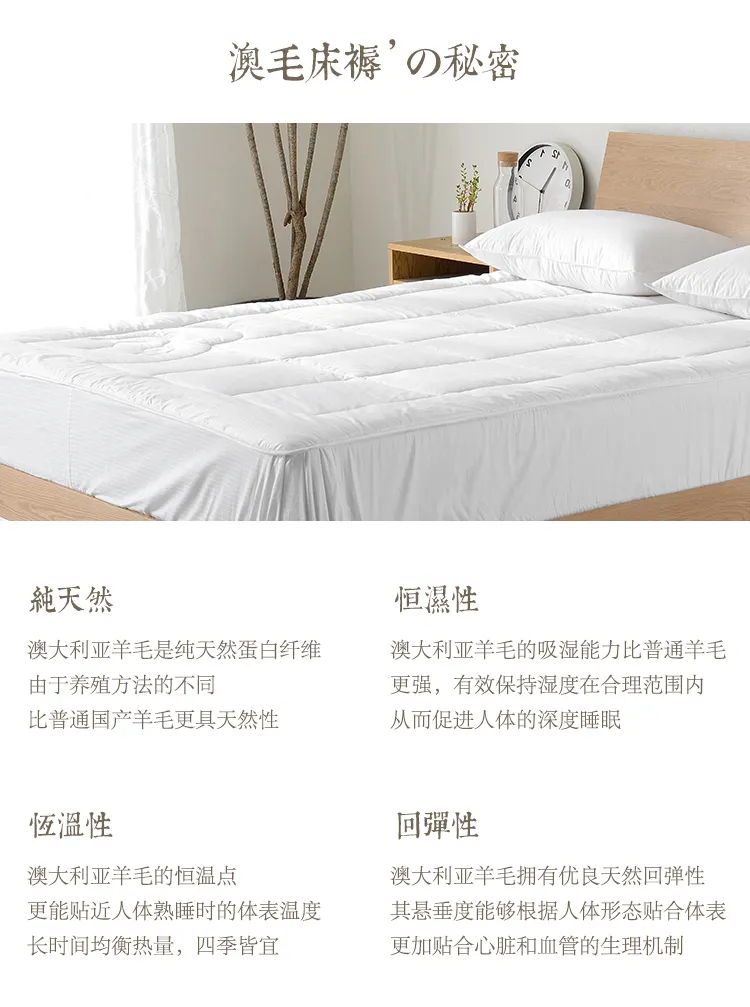 澳毛床褥’の秘密
純天然
澳大利亚羊毛是纯天然蛋白纤维
由于养殖方法的不同
比普通国产羊毛更具天然性
恒濕性
澳大利亚羊毛的吸湿能力比普通羊毛
更强，有效保持湿度在合理范围内
从而促进人体的深度睡眠
恆溫性
澳大利亚羊毛的恒温点
更能贴近人体熟睡时的体表温度
长时间均衡热量，四季皆宜
回彈性
澳大利亚羊毛拥有优良天然回弹性
其悬垂度能够根据人体形态贴合体表
更加贴合心脏和血管的生理机制